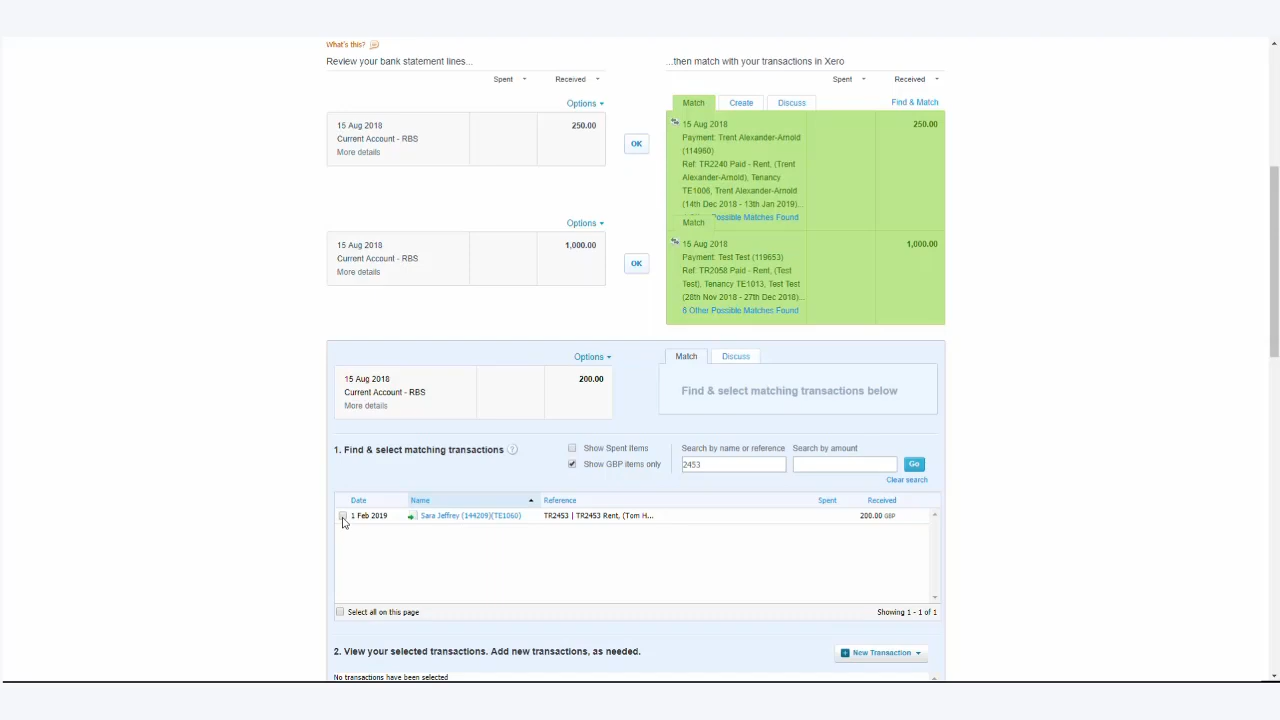 What's this?
Review your bank statement lines...
...then match with your transactions in Xero
Spent
Received
Spent
Received
Options
Match
Create
Discuss
Find & Match
15 Aug 2018
250.00
Current Account - RBS
More details
OK
15 Aug 2018
250.00
Payment: Trent Alexander-Arnold
(114960)
Ref: TR2240 Paid - Rent, (Trent
Alexander-Arnold), Tenancy
TE1006, Trent Alexander-Arnold
(14th Dec 2018 - 13th Jan 2019)...
Possible Matches Found
Options
Match
15 Aug 2018
1,000.00
Current Account - RBS
More details
OK
15 Aug 2018
1,000.00
Payment: Test Test (119653)
Ref: TR2058 Paid - Rent, (Test
Test), Tenancy TE1013, Test Test
(28th Nov 2018 - 27th Dec 2018)...
6 Other Possible Matches Found
Options
Match
Discuss
15 Aug 2018
200.00
Current Account - RBS
More details
Find & select matching transactions below
1. Find & select matching transactions ?
Show Spent Items
Show GBP items only
Search by name or reference
Search by amount
2453
Go
Clear search
Date
Name
Reference
Spent
Received
1 Feb 2019
Sara Jeffrey (144209)(TE1060)
TR2453 | TR2453 Rent, (Tom H...
200.00 GBP
Select all on this page
Showing 1 - 1 of 1
2. View your selected transactions. Add new transactions, as needed.
New Transaction
No transactions have been selected